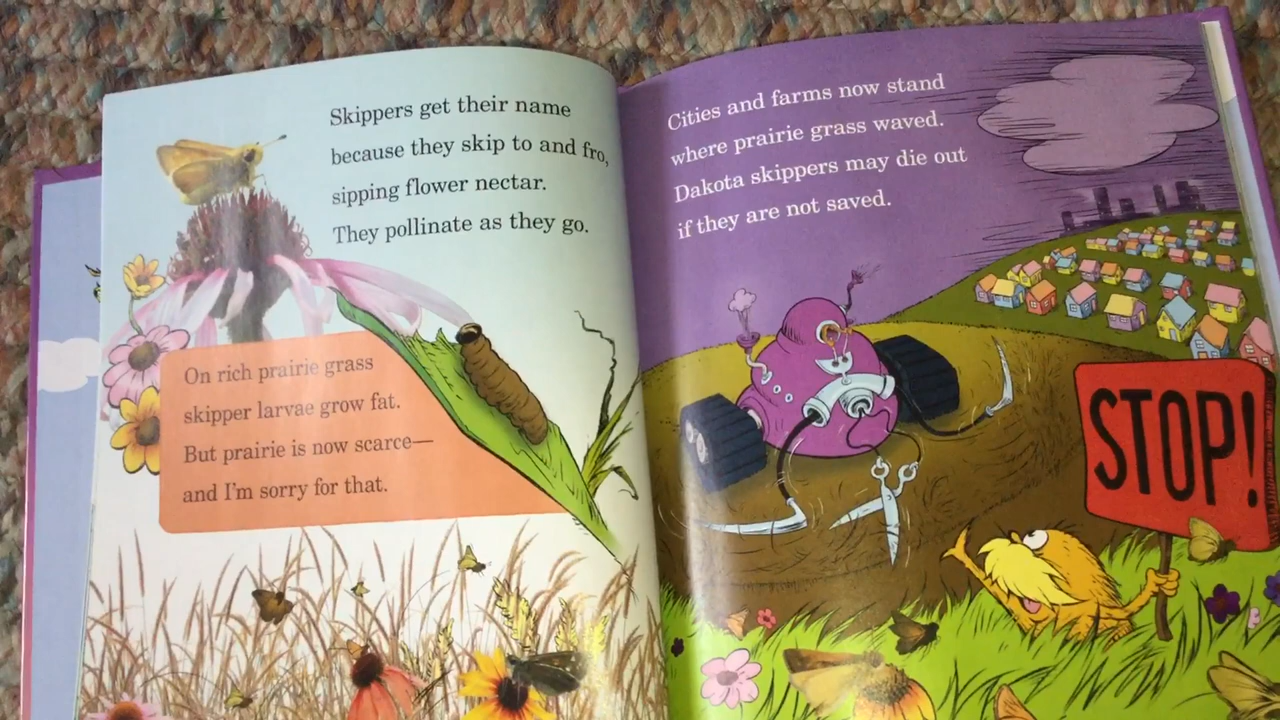 Skippers get their name
because they skip to and fro,
sipping flower nectar.
They pollinate as they go.
On rich prairie grass
skipper larvae grow fat.
But prairie is now scarce—
and I'm sorry for that.
Cities and farms now stand
where prairie grass waved.
Dakota skippers may die out
if they are not saved.
STOP!